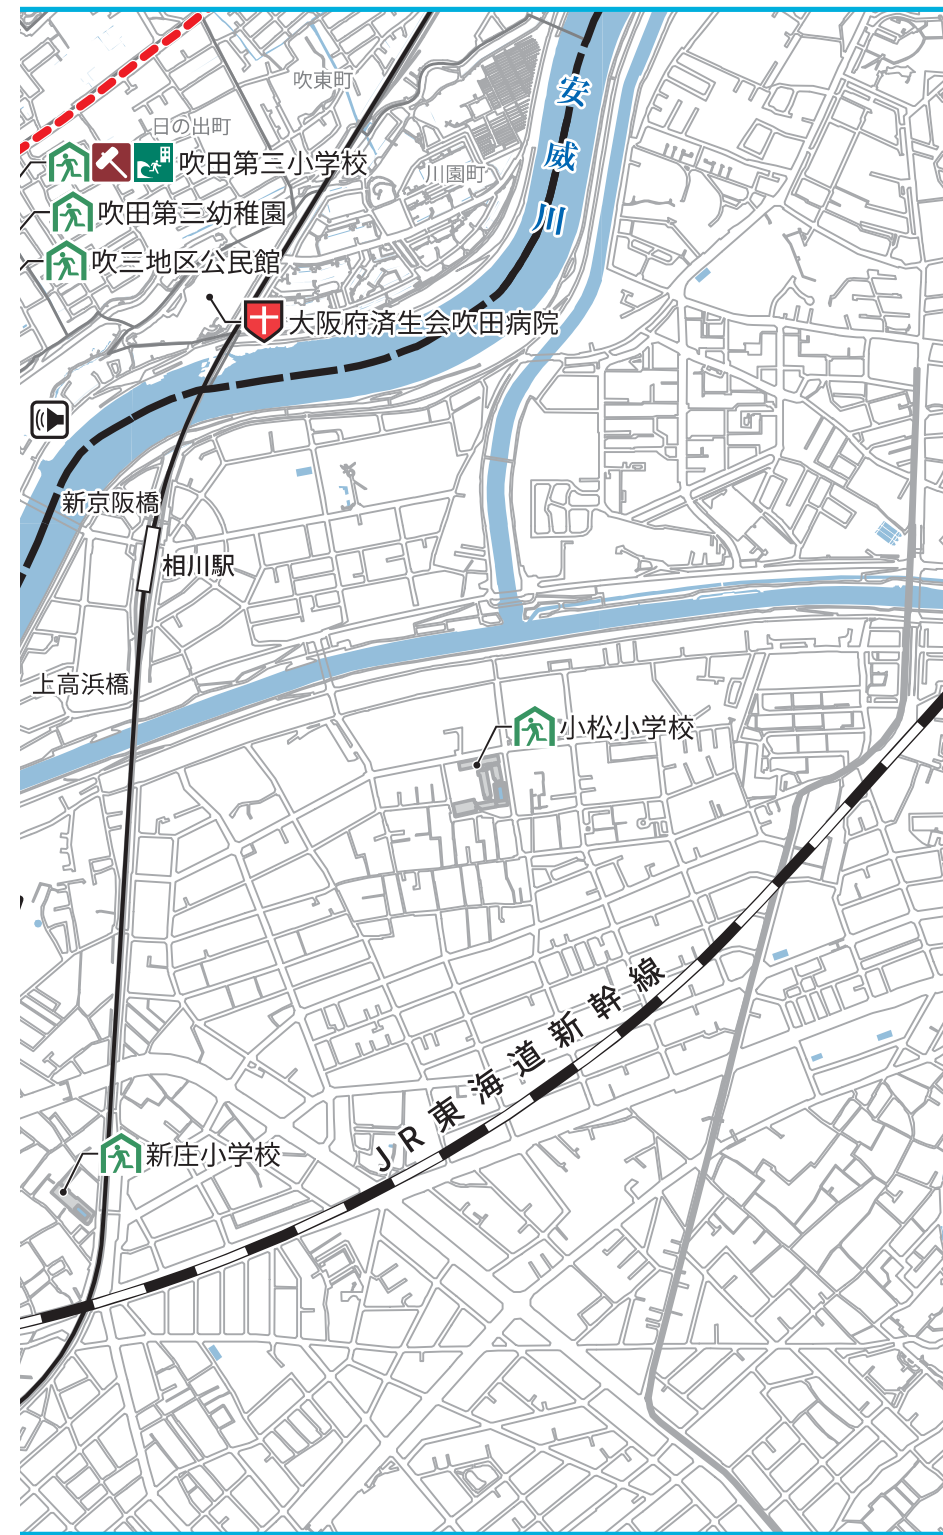 吹東町
安威川
日の出町
吹田第三小学校
川園町
吹田第三幼稚園
吹三地区公民館
大阪府済生会吹田病院
新京阪橋
相川駅
上高浜橋
小松小学校
JR東海道新幹線
新庄小学校